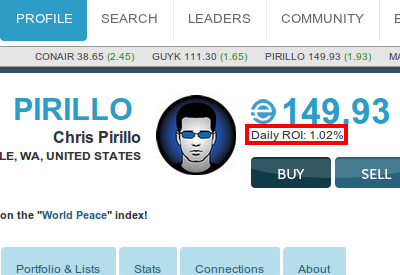 PROFILE SEARCH LEADERS COMMUNITY
CONAIR 38.65 (2.45) GUYK 111.30 (1.65) PIRILLO 149.93 (1.93)
PIRILLO 149.93
Chris Pirillo Daily ROI: 1.02%
LE, WA, UNITED STATES
BUY SELL
on the "World Peace" index!
Portfolio & Lists Stats Connections About